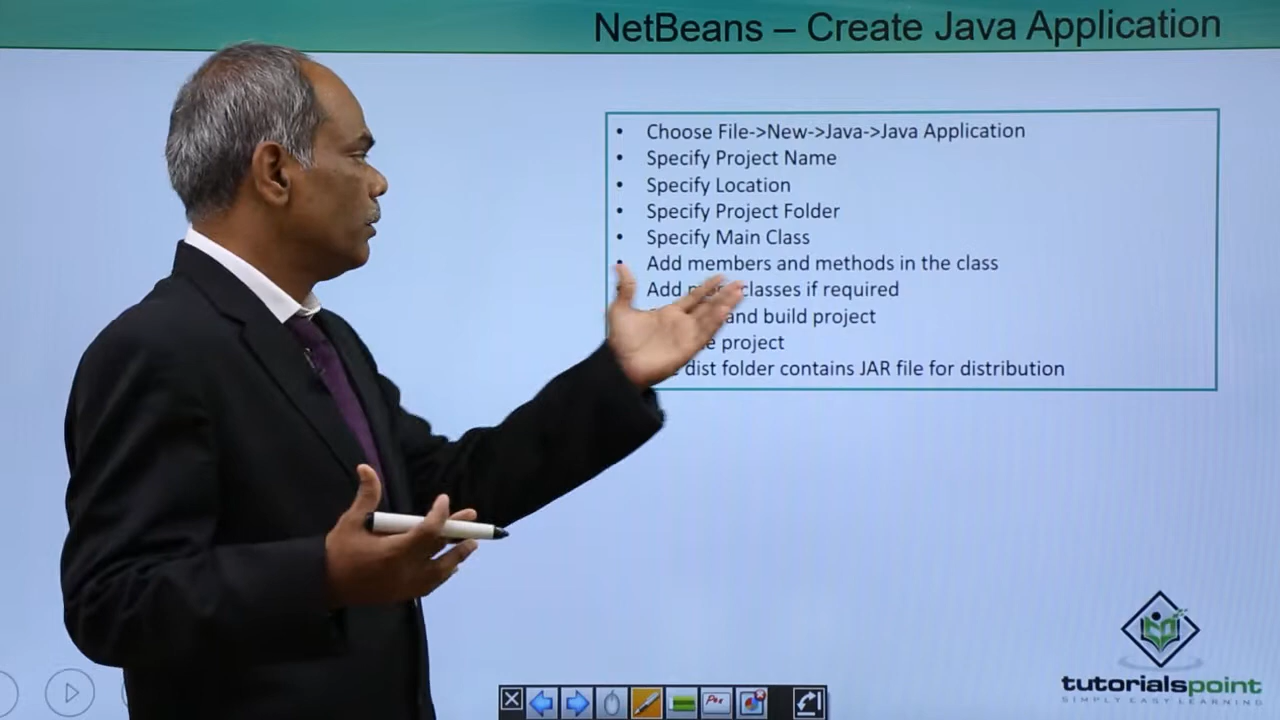 NetBeans – Create Java Application
• Choose File->New->Java->Java Application
• Specify Project Name
• Specify Location
• Specify Project Folder
• Specify Main Class
• Add members and methods in the class
Add classes if required
and build project
project
dist folder contains JAR file for distribution
tutorialspoint
SIMPLY EASY LEARNING